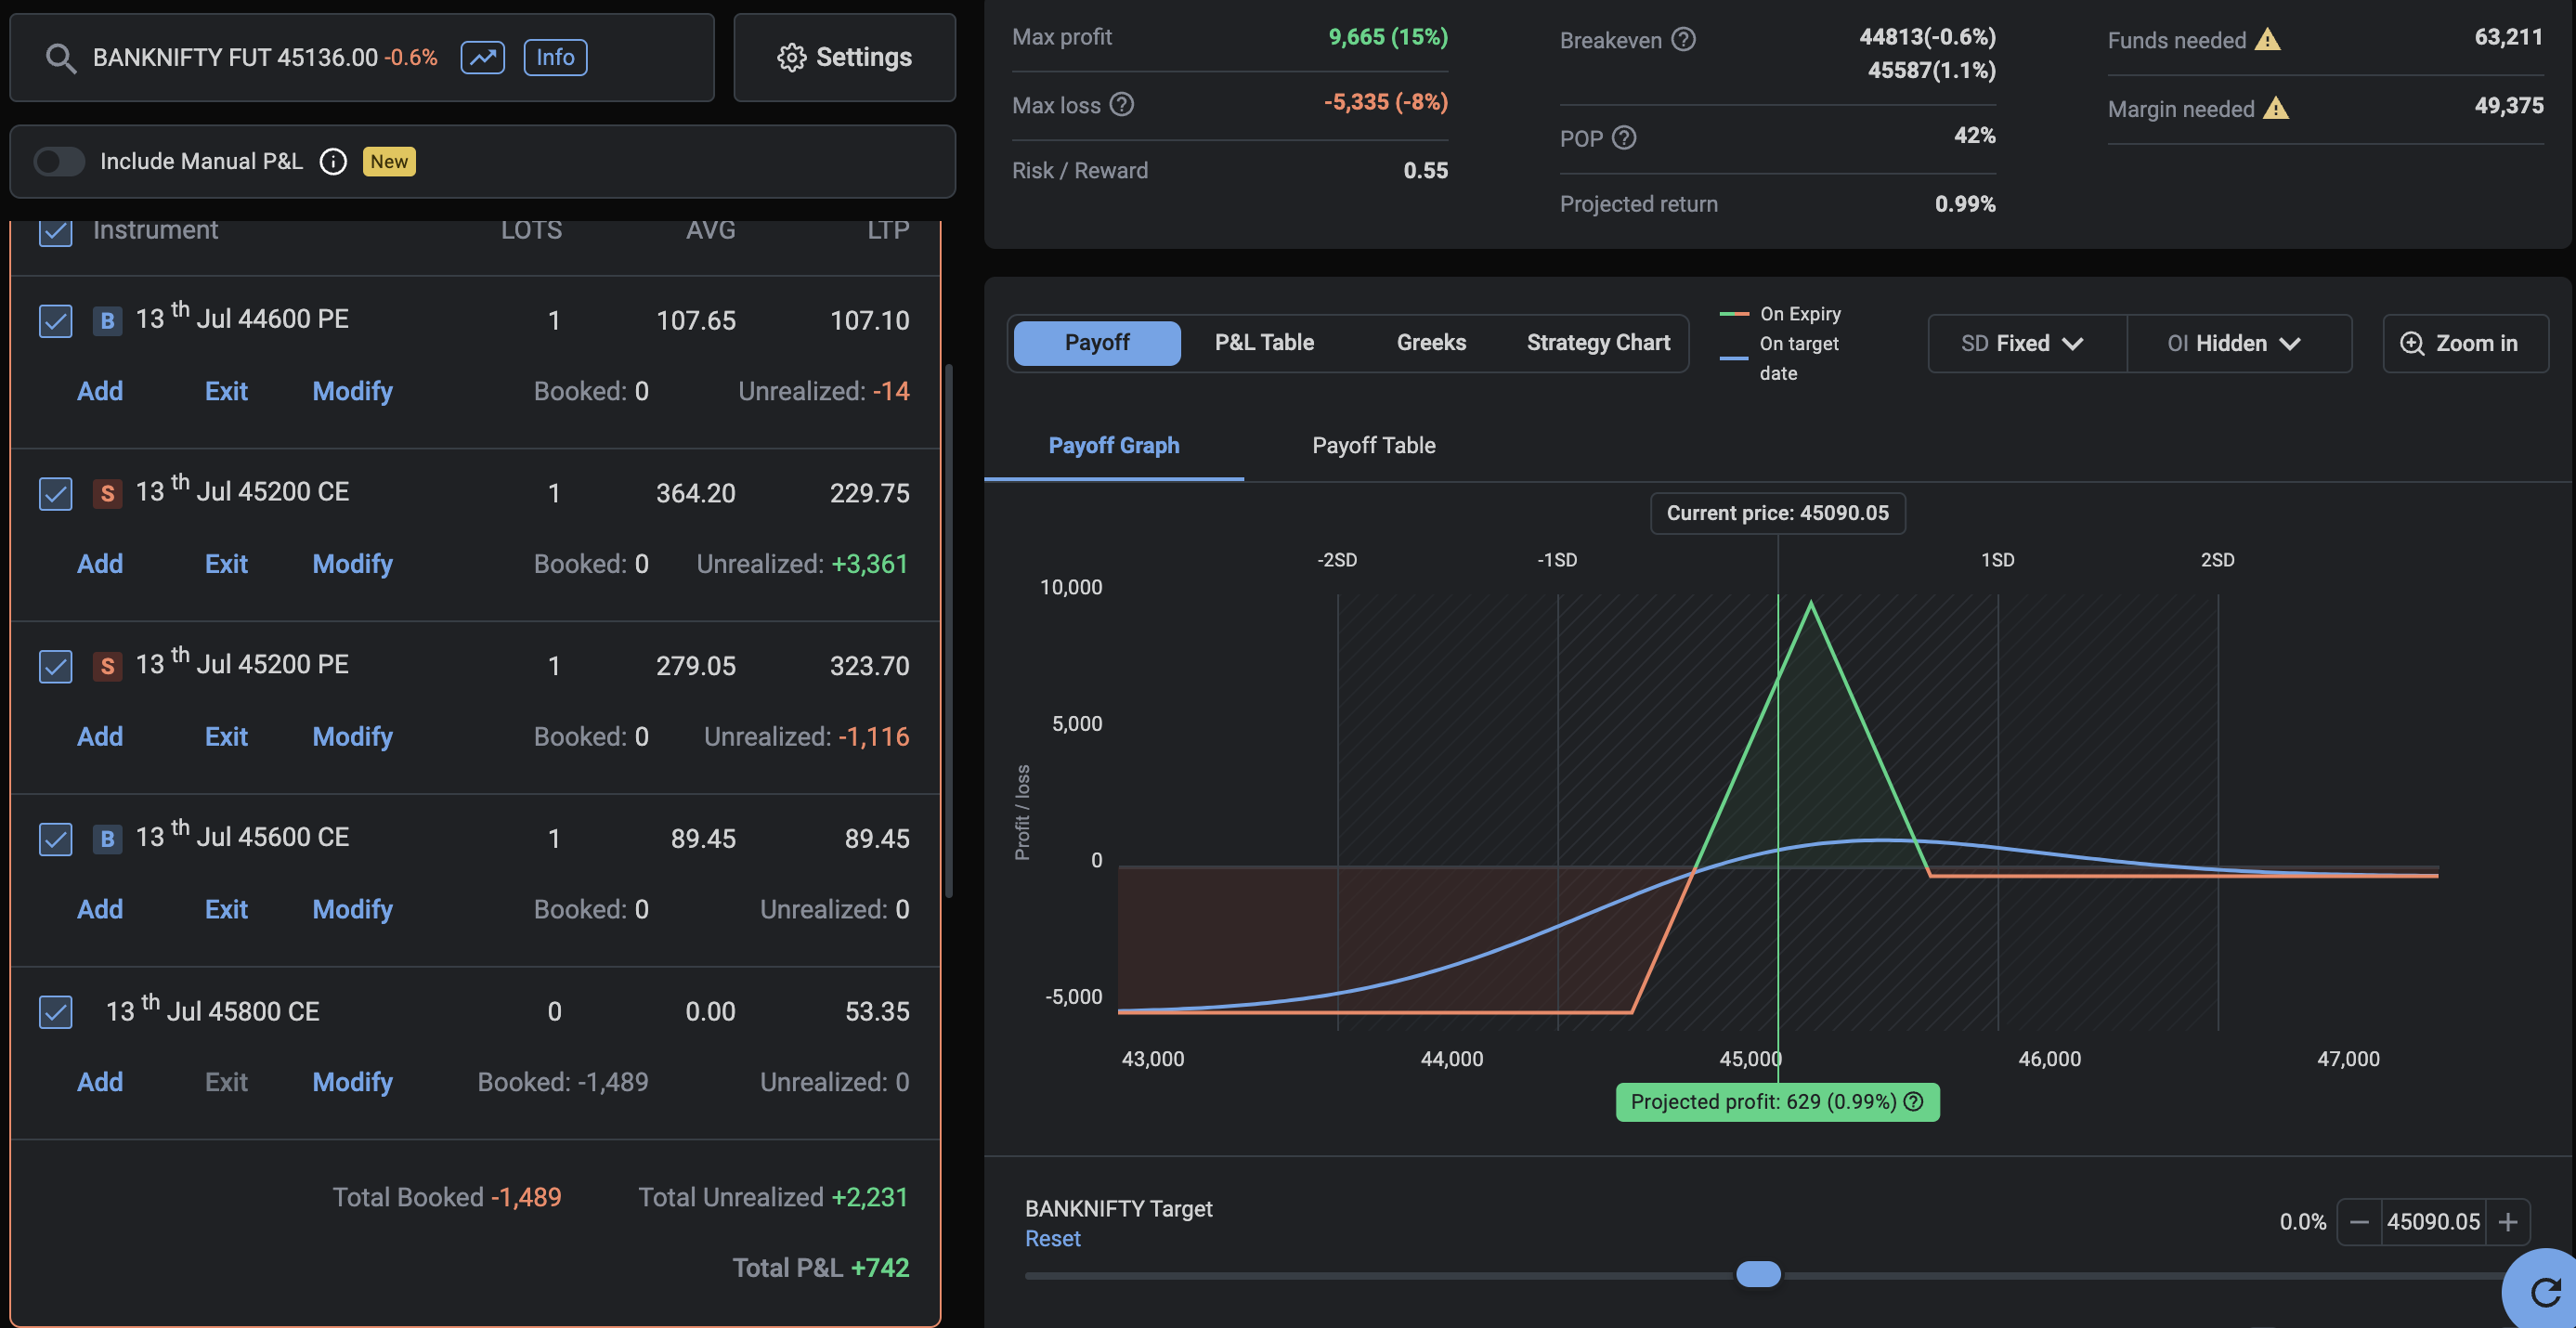 BANKNIFTY FUT 45136.00 -0.6% Info
Settings
Include Manual P&L New
Instrument LOTS AVG LTP
B 13 th Jul 44600 PE 1 107.65 107.10
Add Exit Modify Booked: 0 Unrealized: -14
S 13 th Jul 45200 CE 1 364.20 229.75
Add Exit Modify Booked: 0 Unrealized: +3,361
S 13 th Jul 45200 PE 1 279.05 323.70
Add Exit Modify Booked: 0 Unrealized: -1,116
B 13 th Jul 45600 CE 1 89.45 89.45
Add Exit Modify Booked: 0 Unrealized: 0
13 th Jul 45800 CE 0 0.00 53.35
Add Exit Modify Booked: -1,489 Unrealized: 0
Total Booked -1,489 Total Unrealized +2,231
Total P&L +742
Max profit 9,665 (15%)
Max loss -5,335 (-8%)
Risk / Reward 0.55
Breakeven 44813(-0.6%)
45587(1.1%)
POP 42%
Projected return 0.99%
Funds needed 63,211
Margin needed 49,375
Payoff P&L Table Greeks Strategy Chart
On Expiry
On target
date
SD Fixed OI Hidden Zoom in
Payoff Graph Payoff Table
Current price: 45090.05
-2SD -1SD 1SD 2SD
10,000
5,000
0
-5,000
Profit / loss
43,000 44,000 45,000 46,000 47,000
Projected profit: 629 (0.99%)
BANKNIFTY Target
Reset
0.0% − 45090.05 +